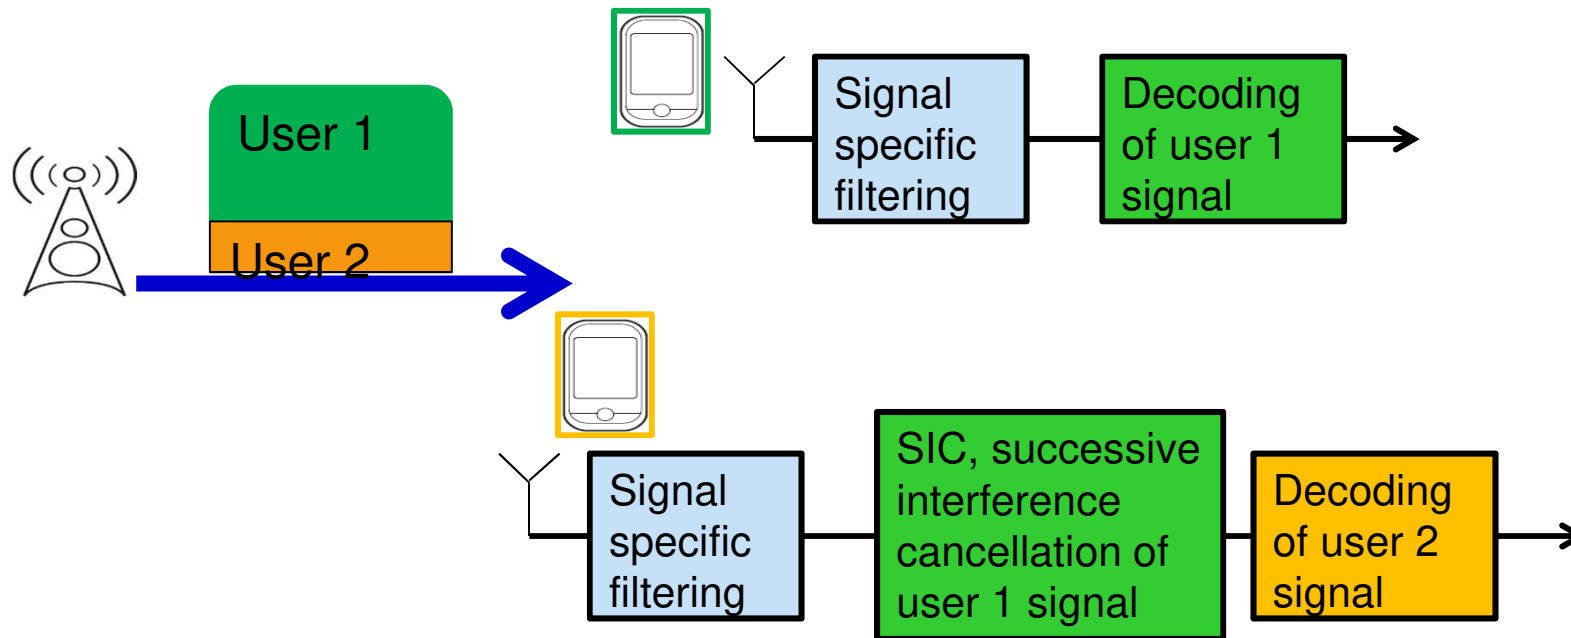 User 1
User 2
Signal
specific
filtering
Decoding
of user 1
signal
Signal
specific
filtering
SIC, successive
interference
cancellation of
user 1 signal
Decoding
of user 2
signal